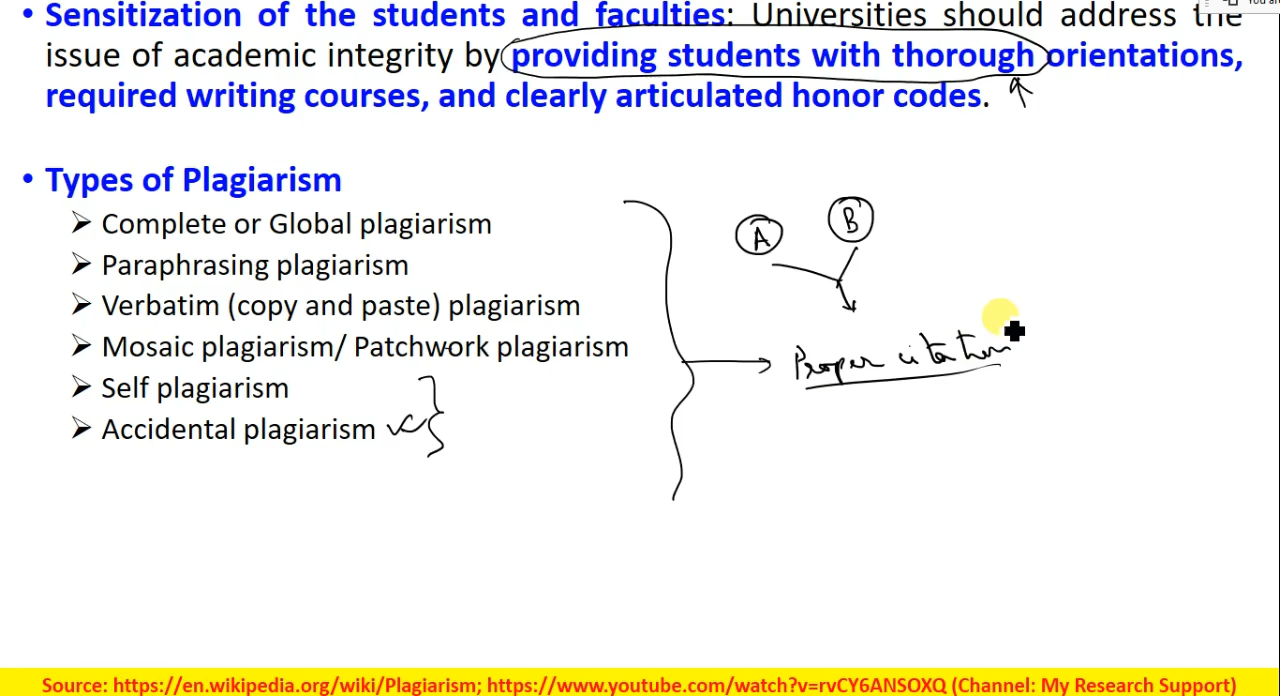 • Sensitization of the students and faculties: Universities should address the
issue of academic integrity by providing students with thorough orientations,
required writing courses, and clearly articulated honor codes.
• Types of Plagiarism
➢ Complete or Global plagiarism
➢ Paraphrasing plagiarism
➢ Verbatim (copy and paste) plagiarism
➢ Mosaic plagiarism/ Patchwork plagiarism
➢ Self plagiarism
➢ Accidental plagiarism
A
B
Proper citation
Source: https://en.wikipedia.org/wiki/Plagiarism; https://www.youtube.com/watch?v=rvCY6ANSOXQ (Channel: My Research Support)